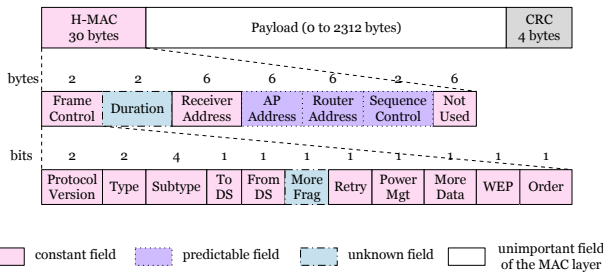 H-MAC
30 bytes
Payload (0 to 2312 bytes)
CRC
4 bytes
bytes 2 2 6 6 6 2 6
Frame
Control
Duration
Receiver
Address
AP
Address
Router
Address
Sequence
Control
Not
Used
bits 2 2 4 1 1 1 1 1 1 1 1
Protocol
Version
Type
Subtype
To
DS
From
DS
More
Frag
Retry
Power
Mgt
More
Data
WEP
Order
constant field
predictable field
unknown field
unimportant field
of the MAC layer